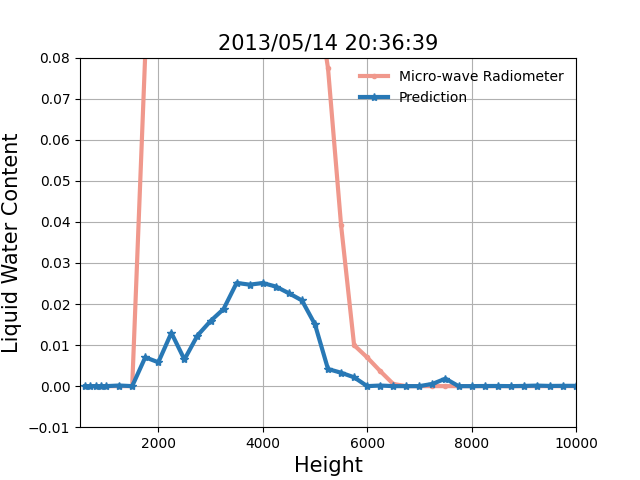 2013/05/14 20:36:39
Micro-wave Radiometer
Prediction
Liquid Water Content
0.08
0.07
0.06
0.05
0.04
0.03
0.02
0.01
0.00
−0.01
2000 4000 6000 8000 10000
Height